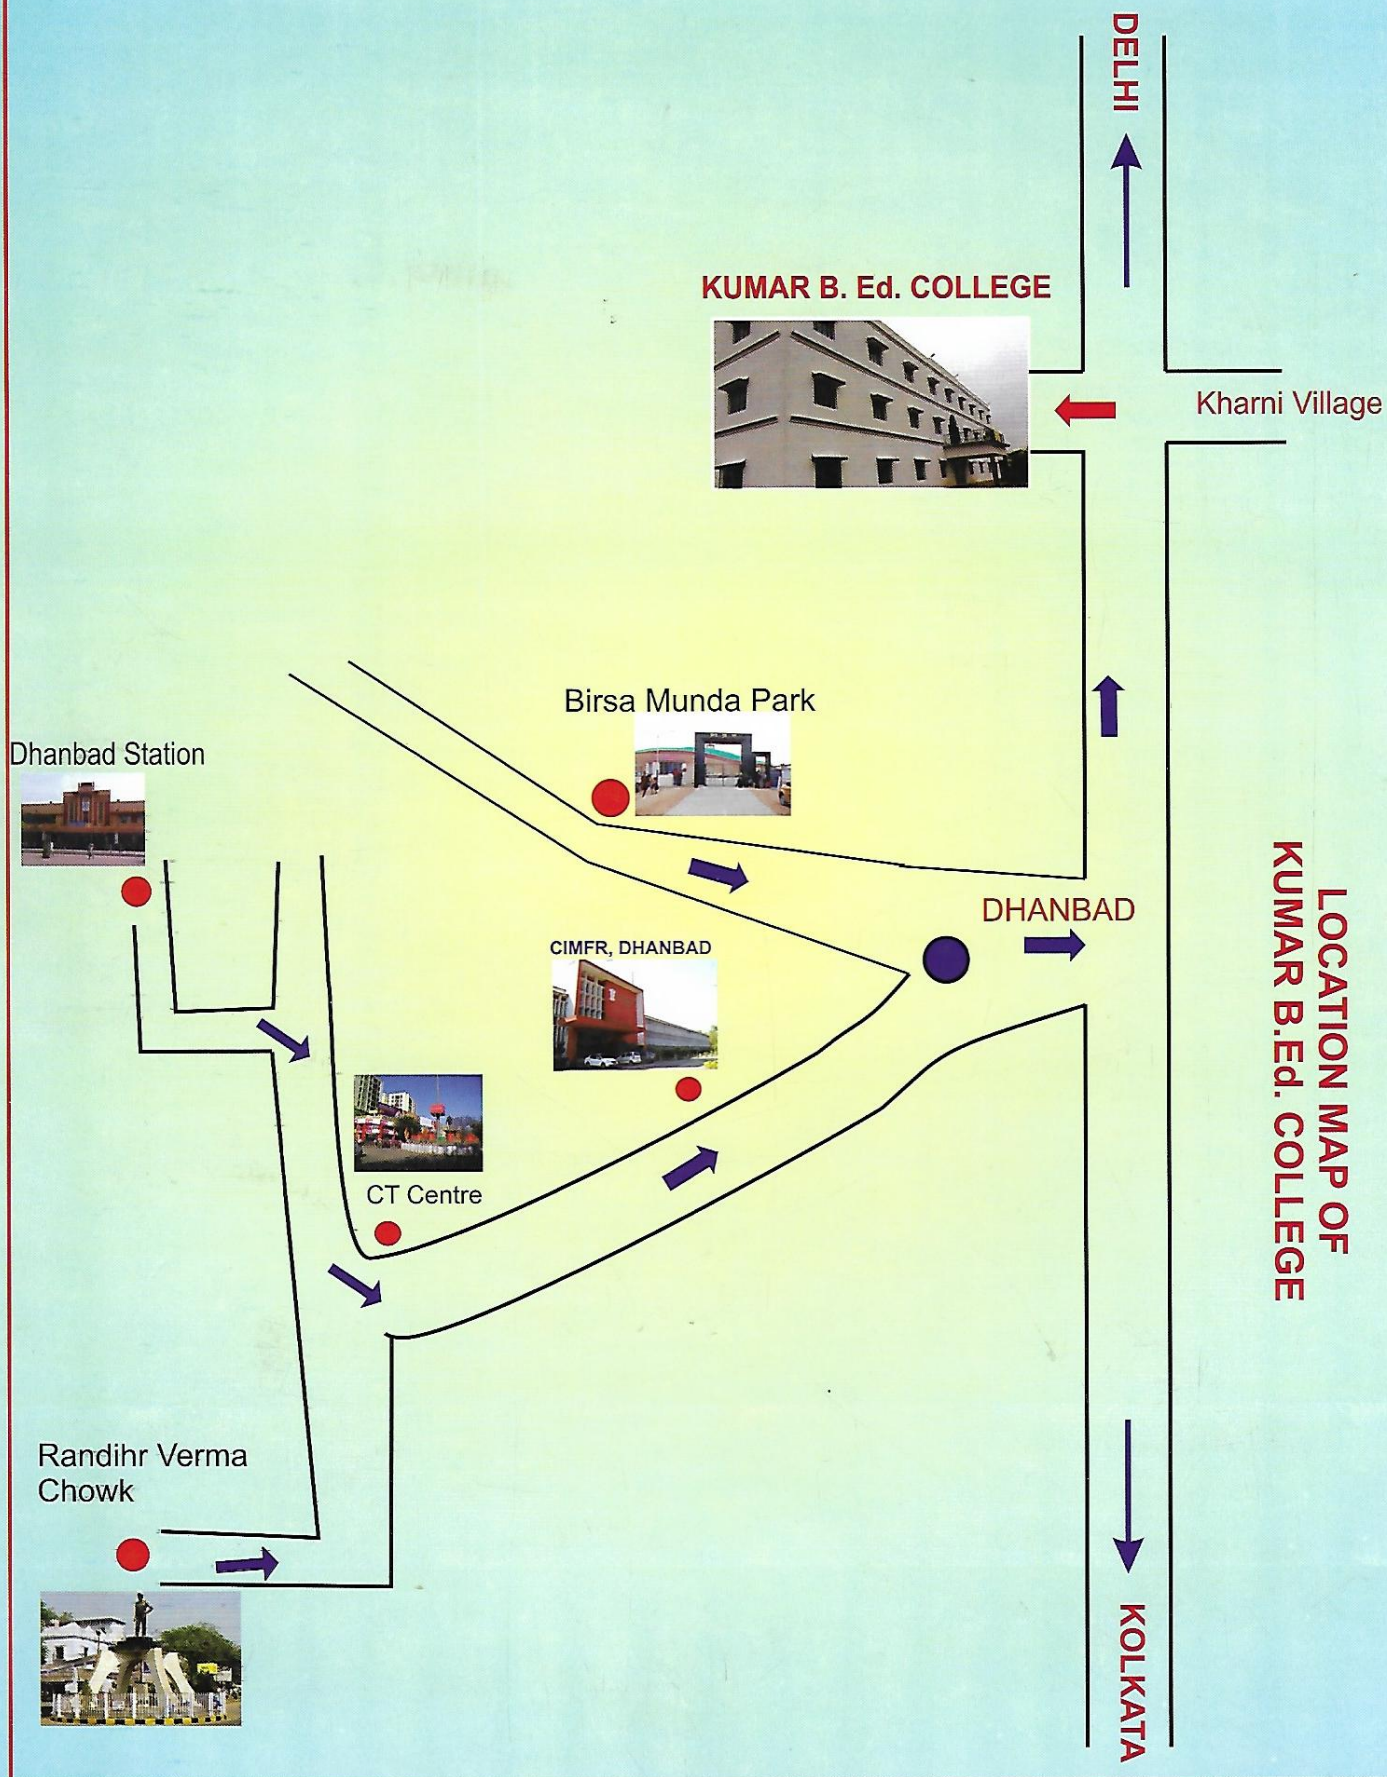 DELHI
KUMAR B. Ed. COLLEGE
Kharni Village
Birsa Munda Park
Dhanbad Station
DHANBAD
CIMFR, DHANBAD
LOCATION MAP OF
KUMAR B.Ed. COLLEGE
CT Centre
Randihr Verma
Chowk
KOLKATA